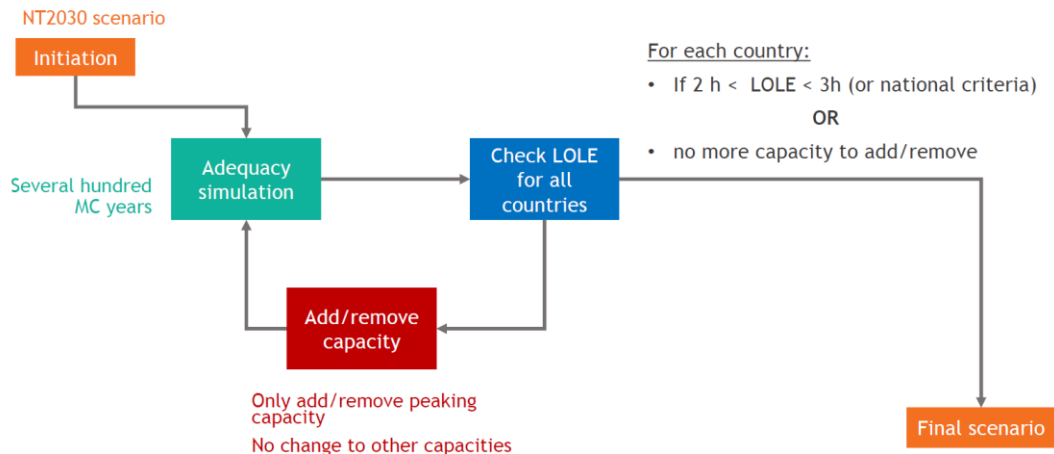 NT2030 scenario
Initiation
For each country:
• If 2 h < LOLE < 3h (or national criteria)
OR
• no more capacity to add/remove
Several hundred
MC years
Adequacy
simulation
Check LOLE
for all
countries
Add/remove
capacity
Only add/remove peaking
capacity
No change to other capacities
Final scenario